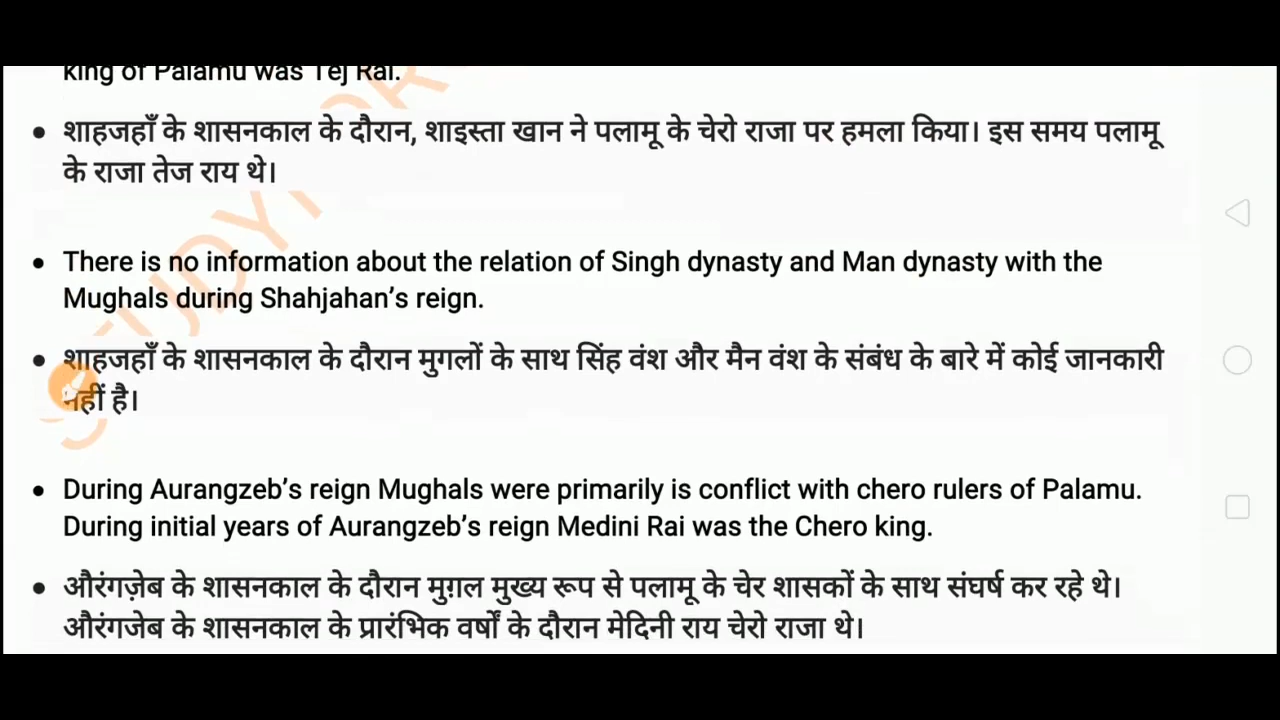 king of Palamu was Tej Rai.
शाहजहाँ के शासनकाल के दौरान, शाइस्ता खान ने पलामू के चेरो राजा पर हमला किया। इस समय पलामू
के राजा तेज राय थे।
There is no information about the relation of Singh dynasty and Man dynasty with the
Mughals during Shahjahan's reign.
शाहजहाँ के शासनकाल के दौरान मुगलों के साथ सिंह वंश और मैन वंश के संबंध के बारे में कोई जानकारी
नहीं है।
During Aurangzeb's reign Mughals were primarily is conflict with chero rulers of Palamu.
During initial years of Aurangzeb's reign Medini Rai was the Chero king.
औरंगज़ेब के शासनकाल के दौरान मुग़ल मुख्य रूप से पलामू के चेर शासकों के साथ संघर्ष कर रहे थे।
औरंगजेब के शासनकाल के प्रारंभिक वर्षों के दौरान मेदिनी राय चेरो राजा थे।